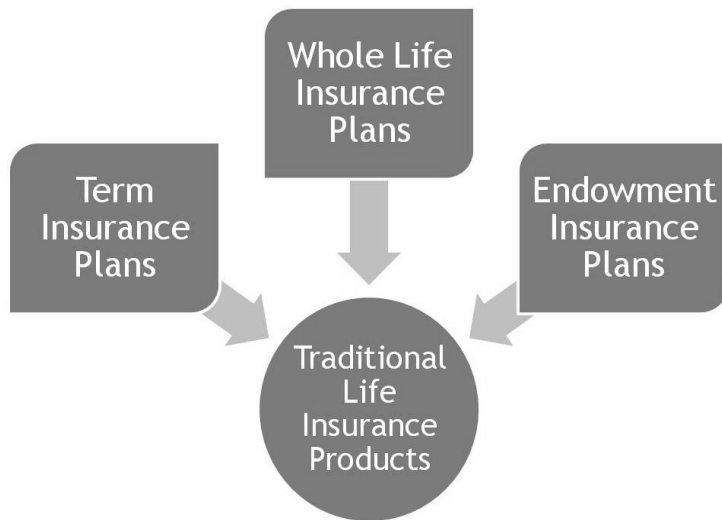 Whole Life
Insurance
Plans
Term
Insurance
Plans
Endowment
Insurance
Plans
Traditional
Life
Insurance
Products